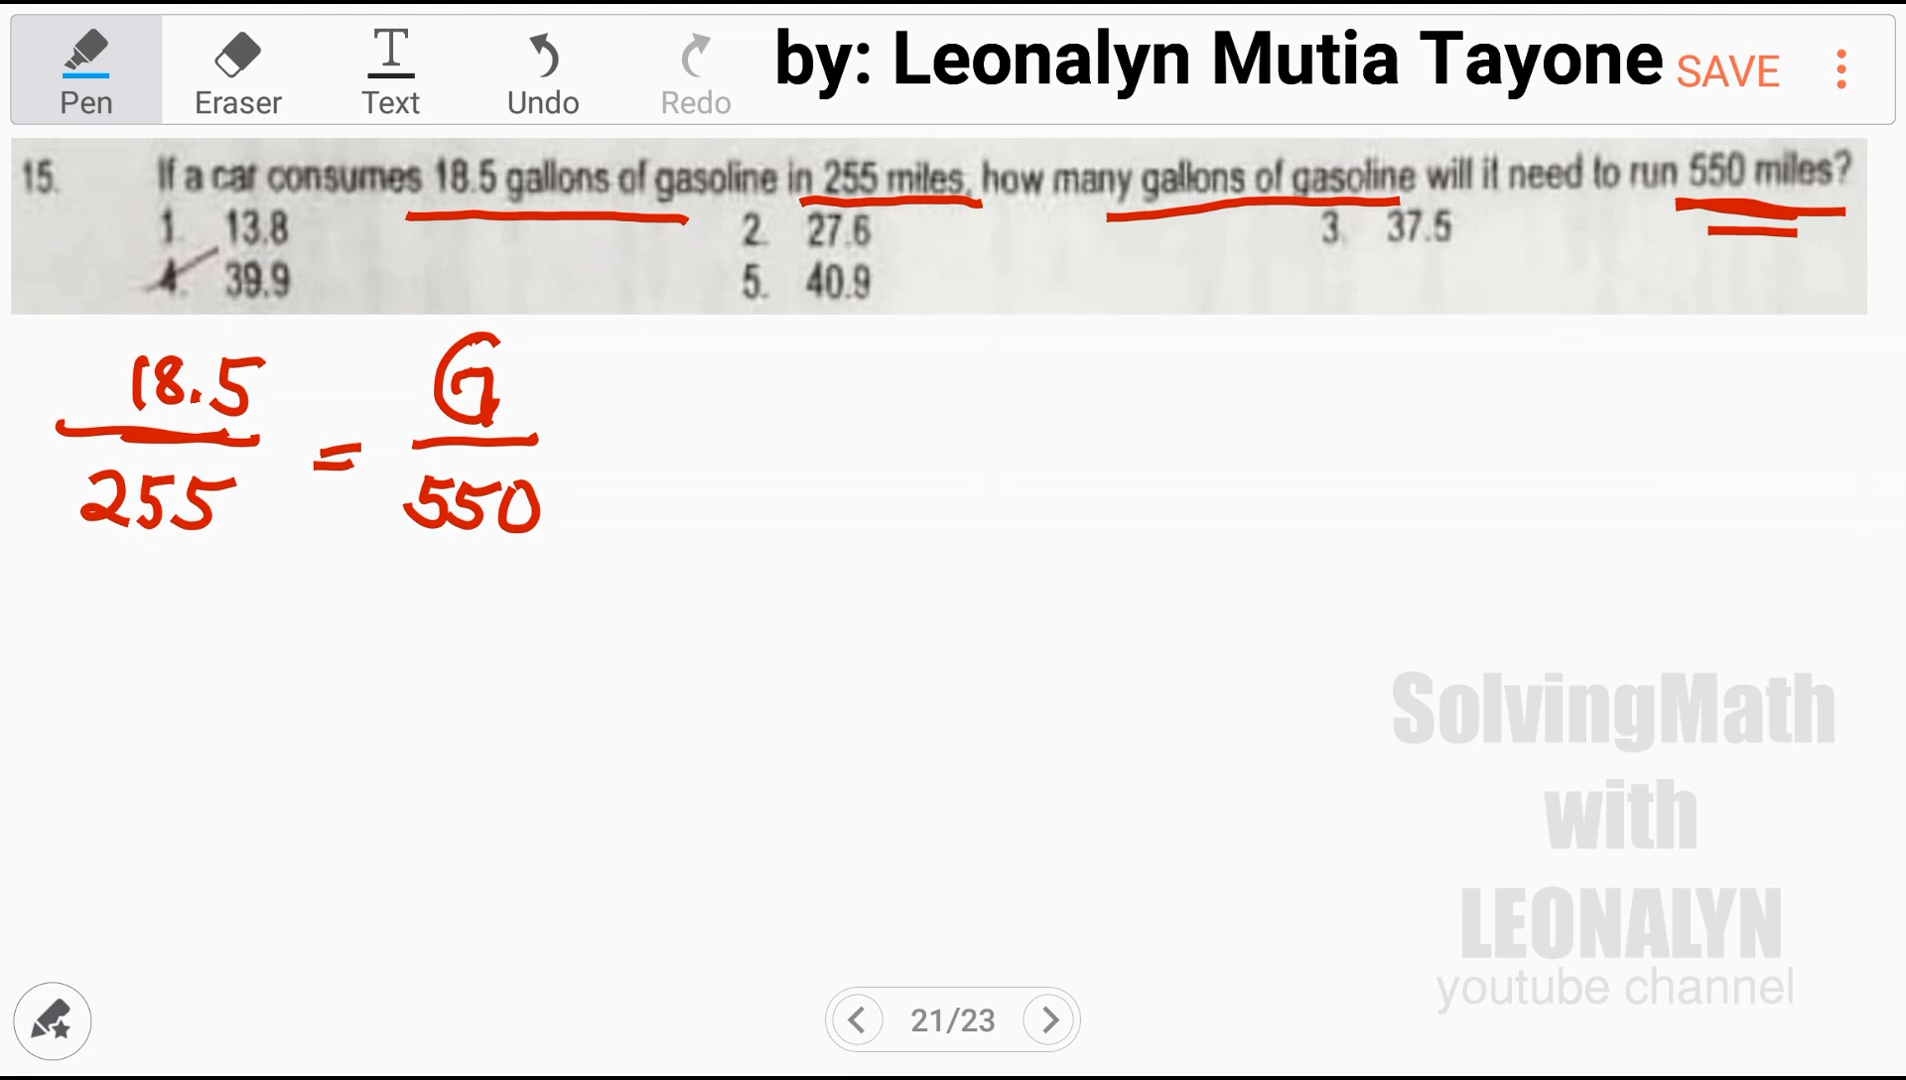 Pen Eraser Text Undo Redo by: Leonalyn Mutia Tayone SAVE
15. If a car consumes 18.5 gallons of gasoline in 255 miles, how many gallons of gasoline will it need to run 550 miles?
1. 13.8 2. 27.6 3. 37.5
4. 39.9 5. 40.9
18.5 = G
255 550
SolvingMath
with
LEONALYN
youtube channel
21/23